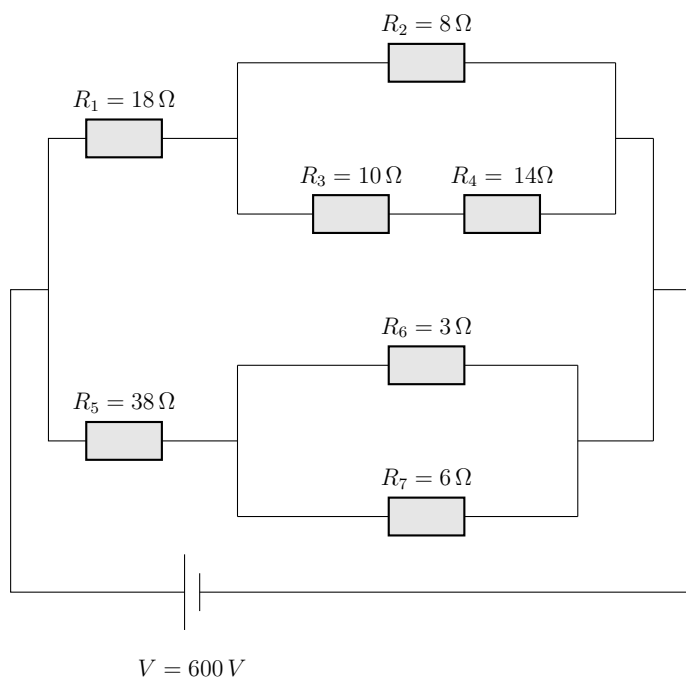 R₂ = 8 Ω
R₁ = 18 Ω
R₃ = 10 Ω
R₄ = 14Ω
R₆ = 3 Ω
R₅ = 38 Ω
R₇ = 6 Ω
V = 600 V